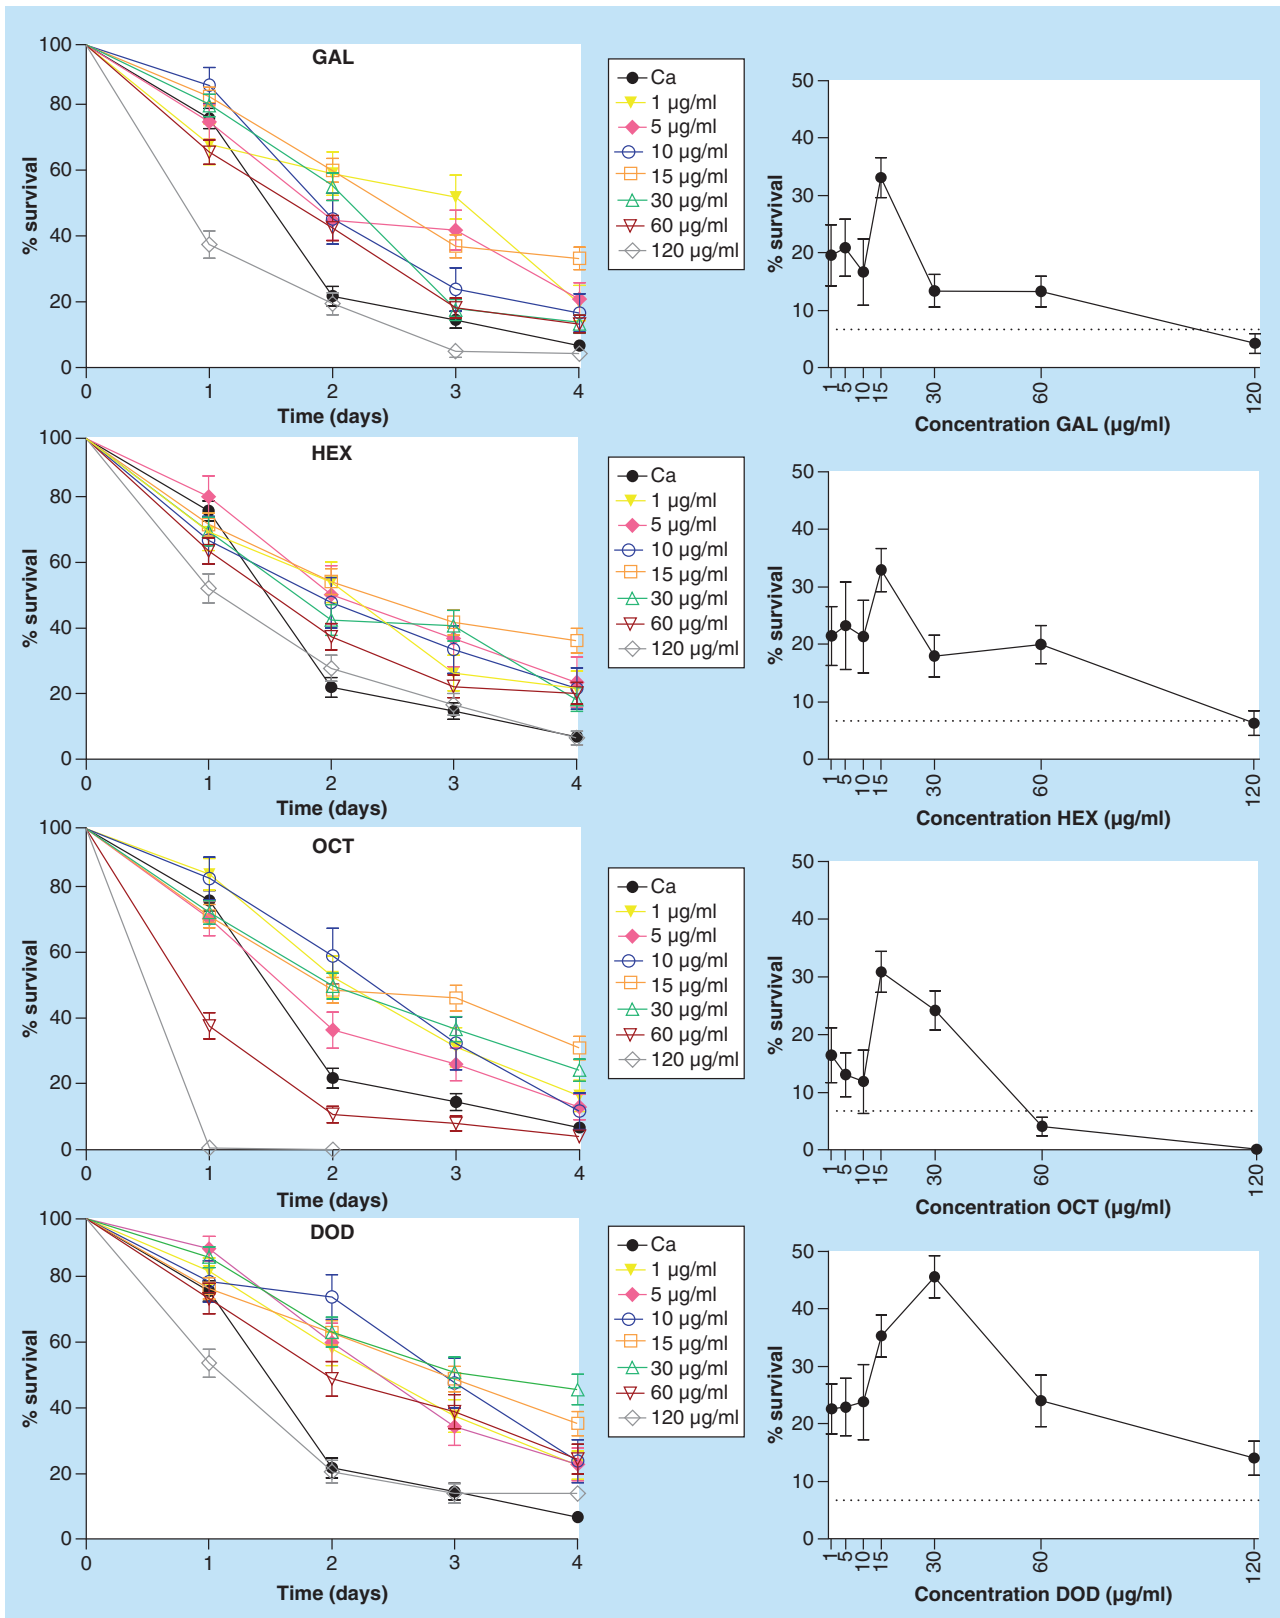 GAL
% survival
100
80
60
40
20
0
0 1 2 3 4
Time (days)
Ca
1 µg/ml
5 µg/ml
10 µg/ml
15 µg/ml
30 µg/ml
60 µg/ml
120 µg/ml
% survival
50
40
30
20
10
0
1 5 10 15 30 60 120
Concentration GAL (µg/ml)
HEX
% survival
100
80
60
40
20
0
0 1 2 3 4
Time (days)
Ca
1 µg/ml
5 µg/ml
10 µg/ml
15 µg/ml
30 µg/ml
60 µg/ml
120 µg/ml
% survival
50
40
30
20
10
0
1 5 10 15 30 60 120
Concentration HEX (µg/ml)
OCT
% survival
100
80
60
40
20
0
0 1 2 3 4
Time (days)
Ca
1 µg/ml
5 µg/ml
10 µg/ml
15 µg/ml
30 µg/ml
60 µg/ml
120 µg/ml
% survival
50
40
30
20
10
0
1 5 10 15 30 60 120
Concentration OCT (µg/ml)
DOD
% survival
100
80
60
40
20
0
0 1 2 3 4
Time (days)
Ca
1 µg/ml
5 µg/ml
10 µg/ml
15 µg/ml
30 µg/ml
60 µg/ml
120 µg/ml
% survival
50
40
30
20
10
0
1 5 10 15 30 60 120
Concentration DOD (µg/ml)